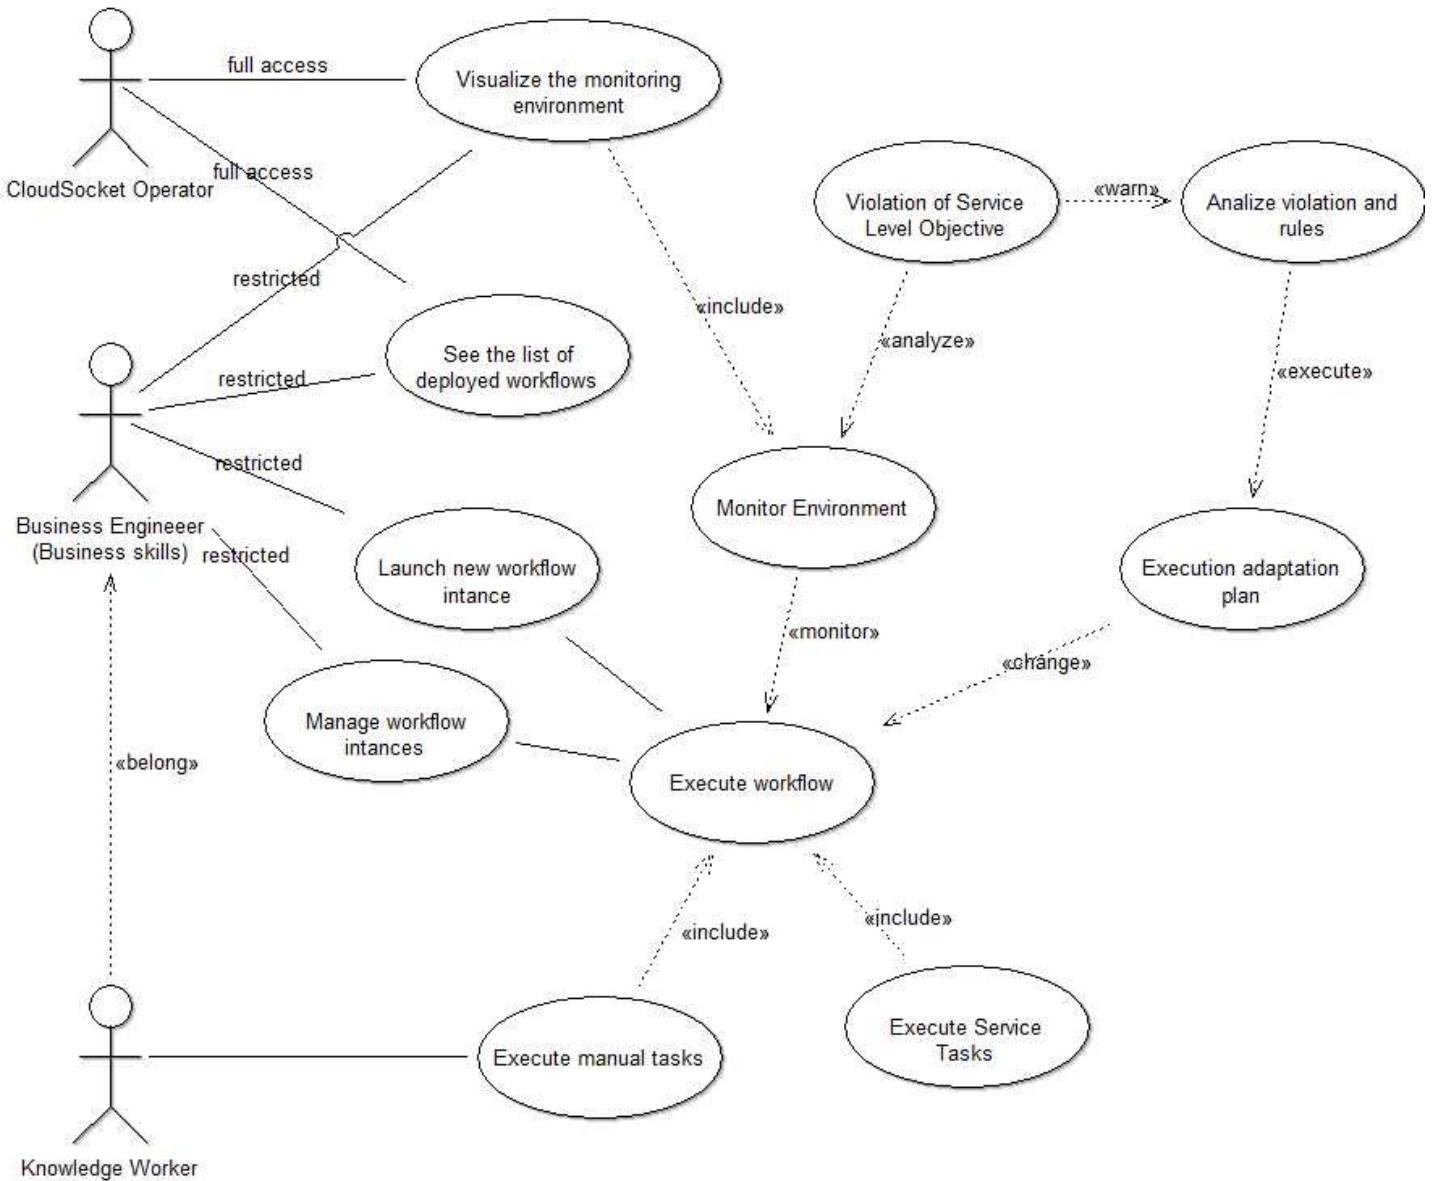 full access
Visualize the monitoring
environment
full access
CloudSocket Operator
Violation of Service
Level Objective
«warn»
Analize violation and
rules
restricted
«include»
«analyze»
See the list of
deployed workflows
restricted
«execute»
restricted
Monitor Environment
Business Engineeer
(Business skills)
restricted
Launch new workflow
intance
Execution adaptation
plan
«monitor»
«change»
Manage workflow
intances
«belong»
Execute workflow
«include»
«include»
Execute manual tasks
Execute Service
Tasks
Knowledge Worker